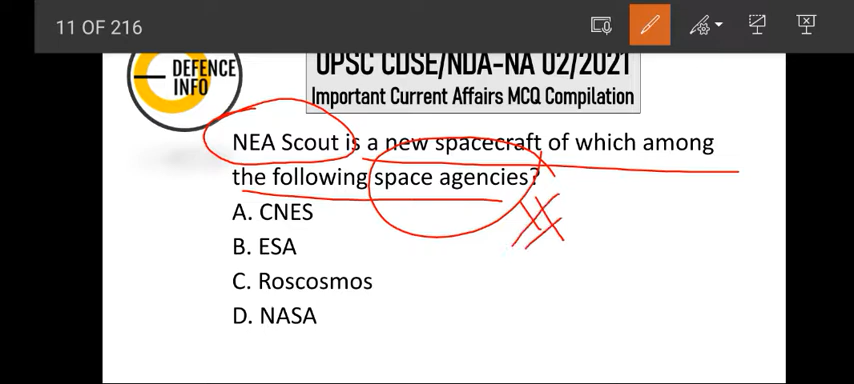 11 OF 216
DEFENCE
INFO
UPSC CDSE/NDA-NA 02/2021
Important Current Affairs MCQ Compilation
NEA Scout is a new spacecraft of which among
the following space agencies?
A. CNES
B. ESA
C. Roscosmos
D. NASA